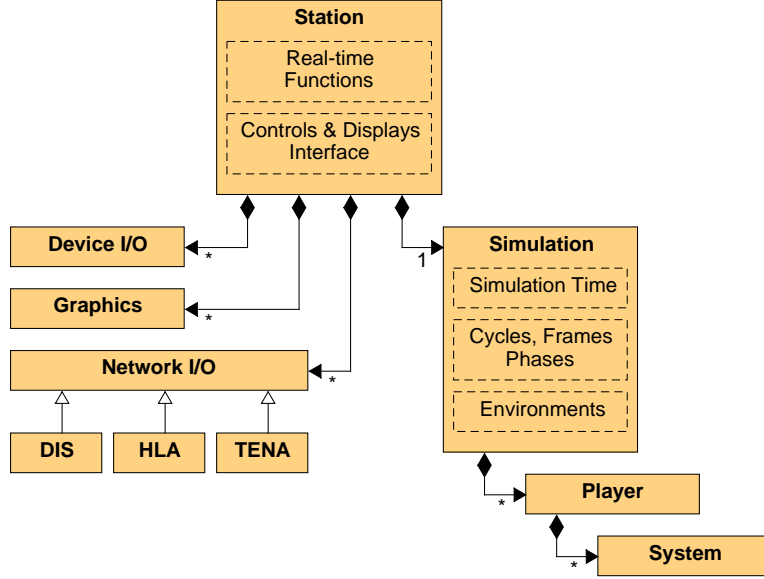 Station
Real-time
Functions
Controls & Displays
Interface
Device I/O
*
Graphics
*
Network I/O
*
DIS
HLA
TENA
1
Simulation
Simulation Time
Cycles, Frames
Phases
Environments
*
Player
*
System